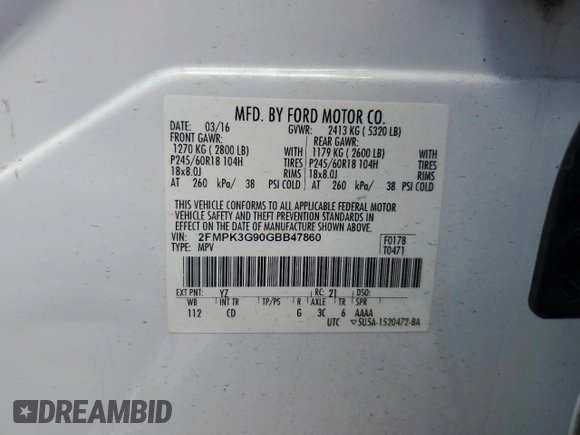 MFD. BY FORD MOTOR CO.
DATE: 03/16 GVWR: 2413 KG ( 5320 LB)
FRONT GAWR: REAR GAWR:
1270 KG ( 2800 LB) 1179 KG ( 2600 LB)
P245/60R18 104H TIRES P245/60R18 104H TIRES
18x8.0J RIMS 18x8.0J RIMS
AT 260 kPa/ 38 PSI COLD AT 260 kPa/ 38 PSI COLD
THIS VEHICLE CONFORMS TO ALL APPLICABLE FEDERAL MOTOR
VEHICLE SAFETY AND THEFT PREVENTION STANDARDS IN
EFFECT ON THE DATE OF MANUFACTURE SHOWN ABOVE.
VIN: 2FMPK3G90GBB47860 F0178
TYPE: MPV T0471
EXT PNT: YZ RC: 21 DSO:
WB INT TR TP/PS R AXLE TR SPR
112 CD G 3C 6 AAAA
UTC ▽5U5A-1520472-BA
DREAMBID